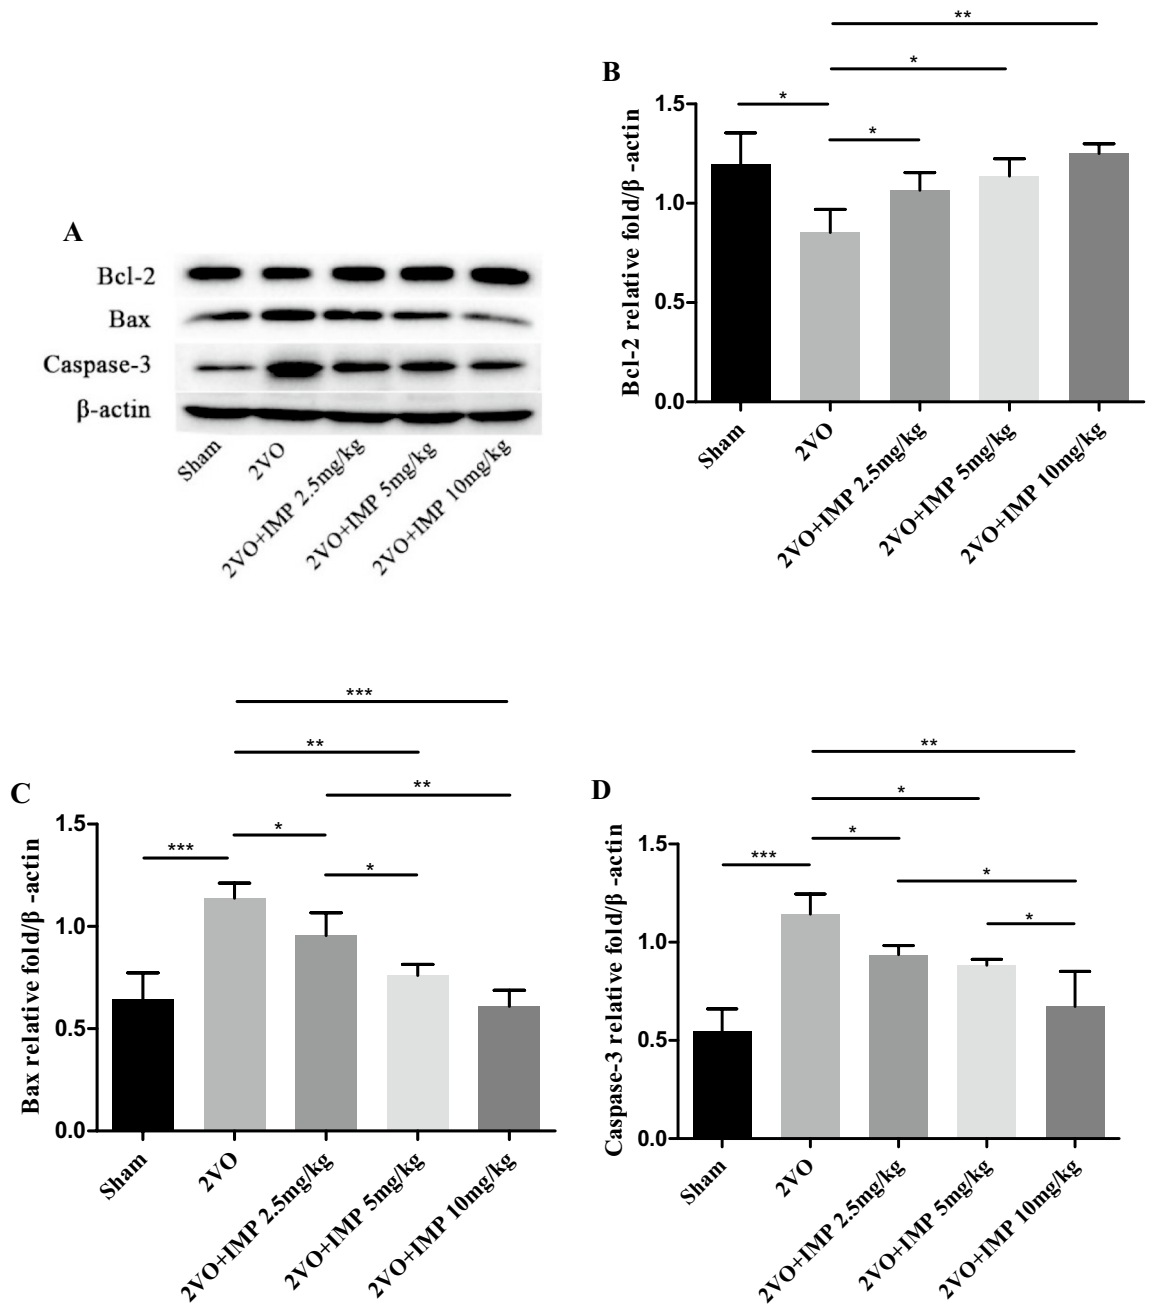 A
Bcl-2
Bax
Caspase-3
β-actin
Sham
2VO
2VO+IMP 2.5mg/kg
2VO+IMP 5mg/kg
2VO+IMP 10mg/kg
B
**
*
*
*
1.5
1.0
0.5
0.0
Bcl-2 relative fold/β -actin
Sham
2VO
2VO+IMP 2.5mg/kg
2VO+IMP 5mg/kg
2VO+IMP 10mg/kg
C
***
**
**
*
***
*
1.5
1.0
0.5
0.0
Bax relative fold/β -actin
Sham
2VO
2VO+IMP 2.5mg/kg
2VO+IMP 5mg/kg
2VO+IMP 10mg/kg
D
**
*
*
***
*
*
1.5
1.0
0.5
0.0
Caspase-3 relative fold/β -actin
Sham
2VO
2VO+IMP 2.5mg/kg
2VO+IMP 5mg/kg
2VO+IMP 10mg/kg